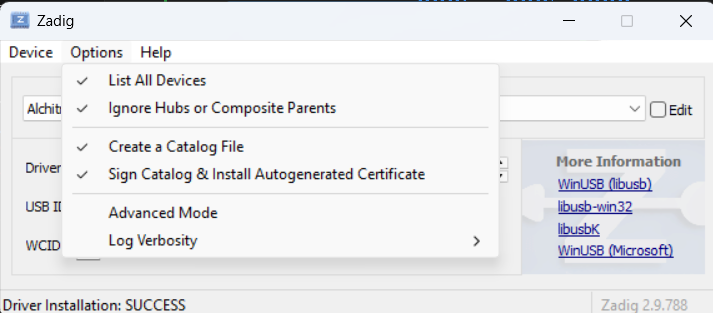 Zadig
Device Options Help
List All Devices
Ignore Hubs or Composite Parents
Create a Catalog File
Sign Catalog & Install Autogenerated Certificate
Advanced Mode
Log Verbosity
Alchit
Edit
Driver
USB I
WCID
More Information
WinUSB (libusb)
libusb-win32
libusbK
WinUSB (Microsoft)
Driver Installation: SUCCESS
Zadig 2.9.788